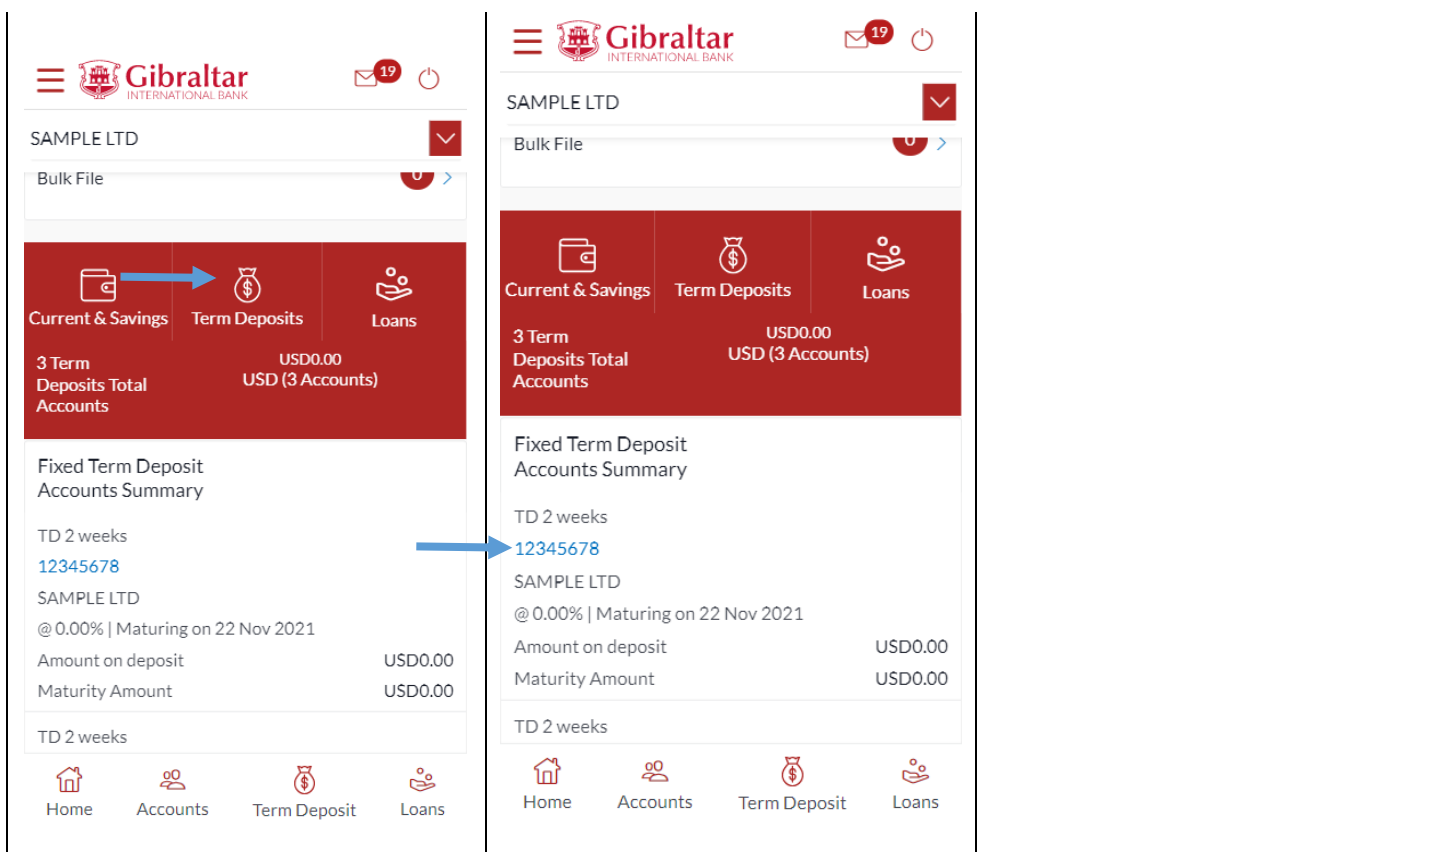 Gibraltar
INTERNATIONAL BANK
19
SAMPLE LTD
Bulk File
0
Current & Savings
Term Deposits
Loans
3 Term
Deposits Total
Accounts
USD0.00
USD (3 Accounts)
Fixed Term Deposit
Accounts Summary
TD 2 weeks
12345678
SAMPLE LTD
@ 0.00% | Maturing on 22 Nov 2021
Amount on deposit USD0.00
Maturity Amount USD0.00
TD 2 weeks
Home Accounts Term Deposit Loans
Gibraltar
INTERNATIONAL BANK
19
SAMPLE LTD
Bulk File
0
Current & Savings
Term Deposits
Loans
3 Term
Deposits Total
Accounts
USD0.00
USD (3 Accounts)
Fixed Term Deposit
Accounts Summary
TD 2 weeks
12345678
SAMPLE LTD
@ 0.00% | Maturing on 22 Nov 2021
Amount on deposit USD0.00
Maturity Amount USD0.00
TD 2 weeks
Home Accounts Term Deposit Loans